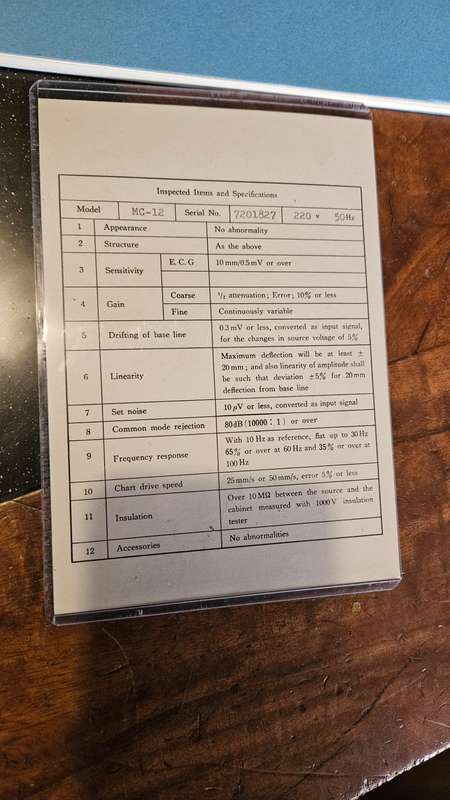 Inspected Items and Specifications
Model MC-12 Serial No. 7201827 220 v 50Hz
1 Appearance No abnormality
2 Structure As the above
3 Sensitivity E. C. G 10 mm/0.5 mV or over
4 Gain Coarse 1/2 attenuation; Error; 10% or less
Fine Continuously variable
5 Drifting of base line 0.3 mV or less, converted as input signal,
for the changes in source voltage of 5%
6 Linearity Maximum deflection will be at least ±
20 mm; and also linearity of amplitude shall
be such that deviation ±5% for 20 mm
deflection from base line
7 Set noise 10 μV or less, converted as input signal
8 Common mode rejection 80dB (10000 : 1) or over
9 Frequency response With 10 Hz as reference, flat up to 30 Hz
65% or over at 60 Hz and 35% or over at
100 Hz
10 Chart drive speed 25 mm/s or 50 mm/s, error 5% or less
11 Insulation Over 10 MΩ between the source and the
cabinet measured with 1000 V insulation
tester
12 Accessories No abnormalities